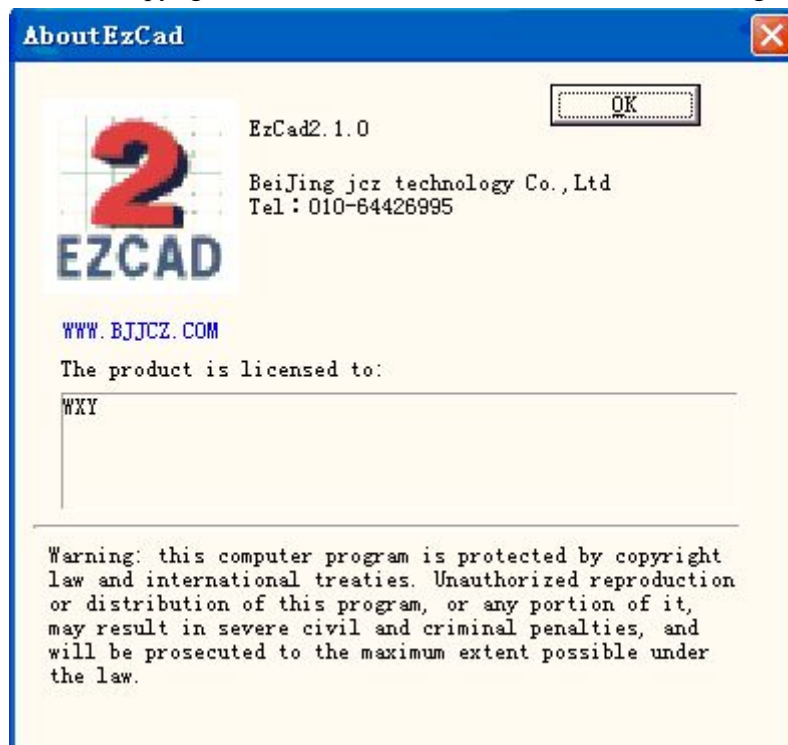 AboutEzCad
OK
EzCad2.1.0
BeiJing jcz technology Co.,Ltd
Tel：010-64426995
2
EZCAD
WWW.BJJCZ.COM
The product is licensed to:
WXY
Warning: this computer program is protected by copyright
law and international treaties. Unauthorized reproduction
or distribution of this program, or any portion of it,
may result in severe civil and criminal penalties, and
will be prosecuted to the maximum extent possible under
the law.